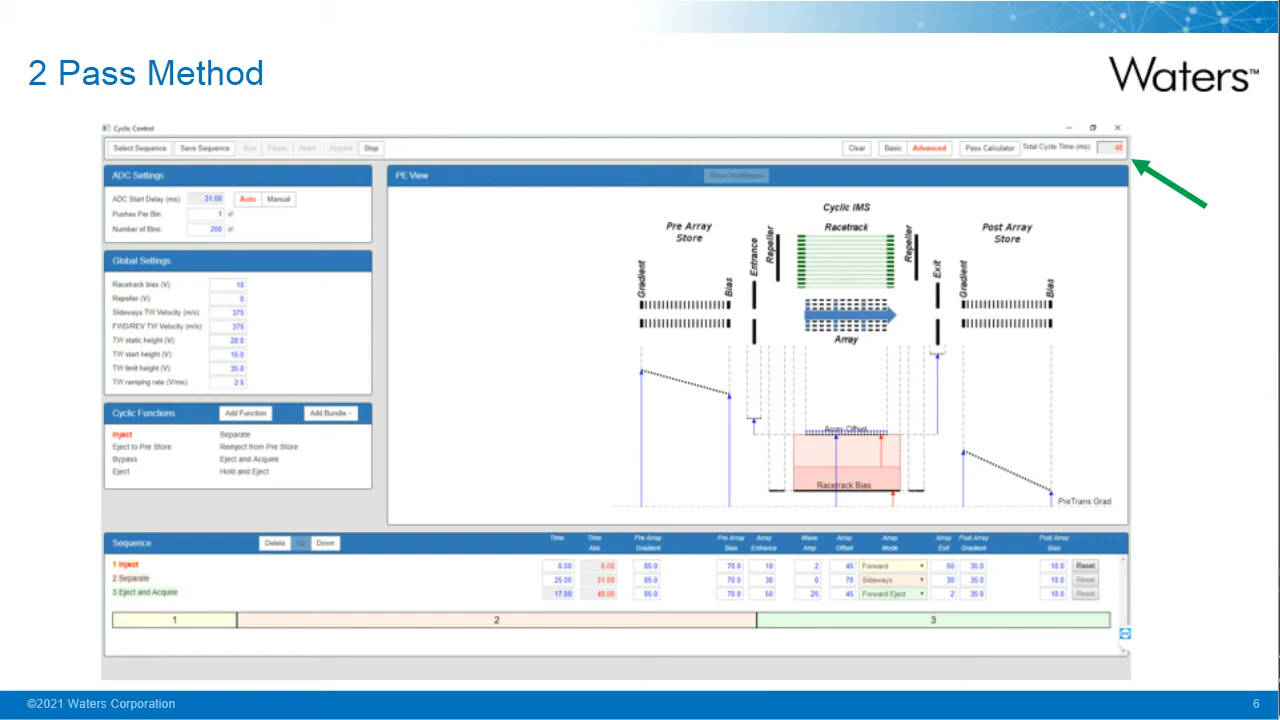 2 Pass Method
Waters™
Cyclic Control
Select Sequence Save Sequence Run Pause Abort Acquire Stop Clear Basic Advanced Pass Calculator Total Cycle Time (ms) 48
ADC Settings
ADC Start Delay (ms) 31.00 Auto Manual
Pushes Per Bin: 1
Number of Bins: 200
Global Settings
Racetrack bias (V) 10
Repeller (V) 0
Sideways TW Velocity (m/s) 375
FWD/REV TW Velocity (m/s) 375
TW static height (V) 20.0
TW start height (V) 15.0
TW limit height (V) 35.0
TW ramping rate (V/ms) 2.5
Cyclic Functions Add Function Add Bundle
Inject Separate
Eject to Pre Store Reinject from Pre Store
Bypass Eject and Acquire
Eject Hold and Eject
PE View Show Multipass
Cyclic IMS
Pre Array
Store
Racetrack
Post Array
Store
Gradient
Bias
Entrance
Repeller
Repeller
Exit
Gradient
Bias
Array
Array Offset
Racetrack Bias
PreTrans Grad
Sequence Delete Up Down
Time Time Abs Pre Array Gradient Pre Array Bias Array Entrance Wave Amp Array Offset Array Mode Array Exit Post Array Gradient Post Array Bias
1 Inject 6.00 6.00 85.0 70.0 10 2 45 Forward 50 35.0 10.0 Reset
2 Separate 25.00 31.00 85.0 70.0 30 0 70 Sideways 30 35.0 10.0 Reset
3 Eject and Acquire 17.00 48.00 85.0 70.0 50 25 45 Forward Eject 2 35.0 10.0 Reset
1 2 3
©2021 Waters Corporation 6